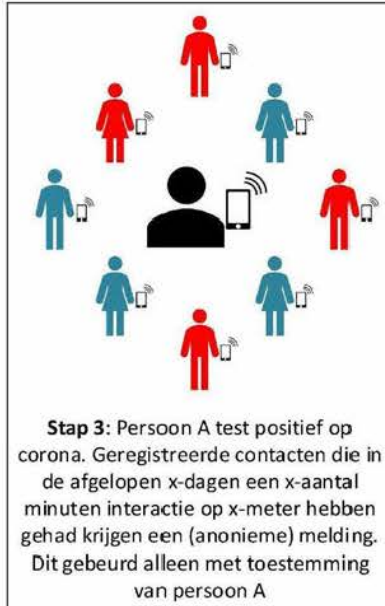 Stap 3: Persoon A test positief op
corona. Geregistreerde contacten die in
de afgelopen x-dagen een x-aantal
minuten interactie op x-meter hebben
gehad krijgen een (anonieme) melding.
Dit gebeurd alleen met toestemming
van persoon A